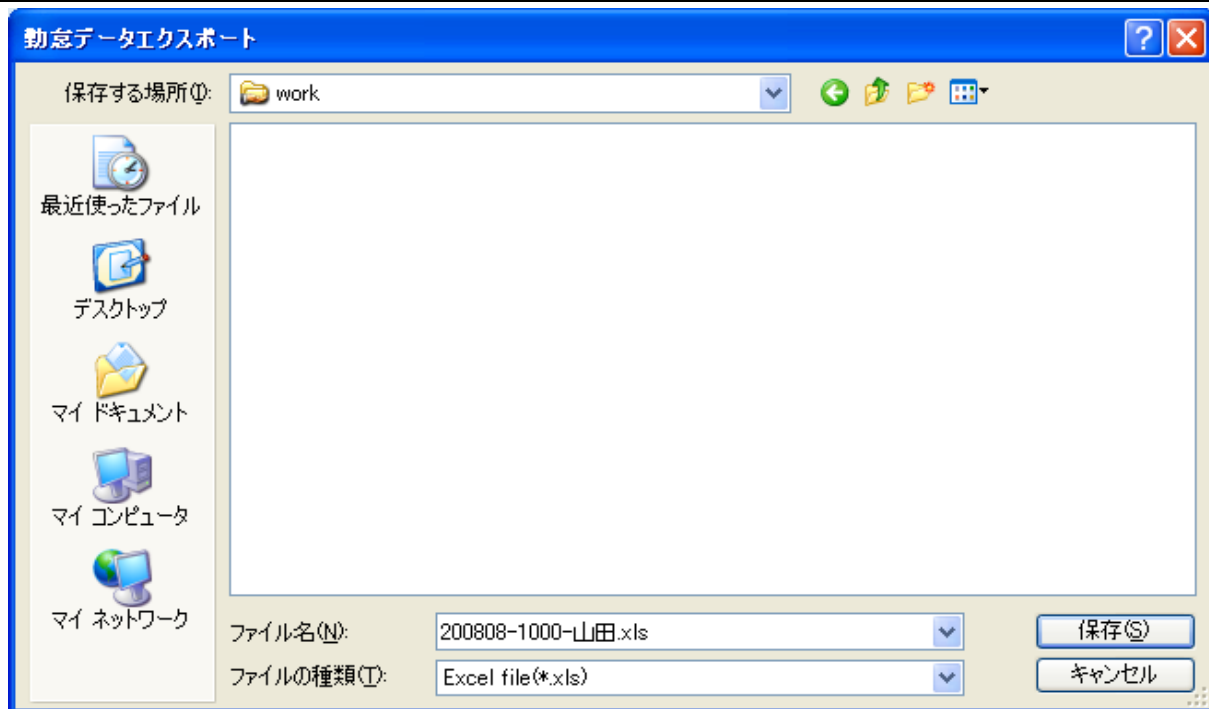 勤怠データエクスポート
保存する場所(I):
work
最近使ったファイル
デスクトップ
マイ ドキュメント
マイ コンピュータ
マイ ネットワーク
ファイル名(N):
200808-1000-山田.xls
保存(S)
ファイルの種類(T):
Excel file(*.xls)
キャンセル